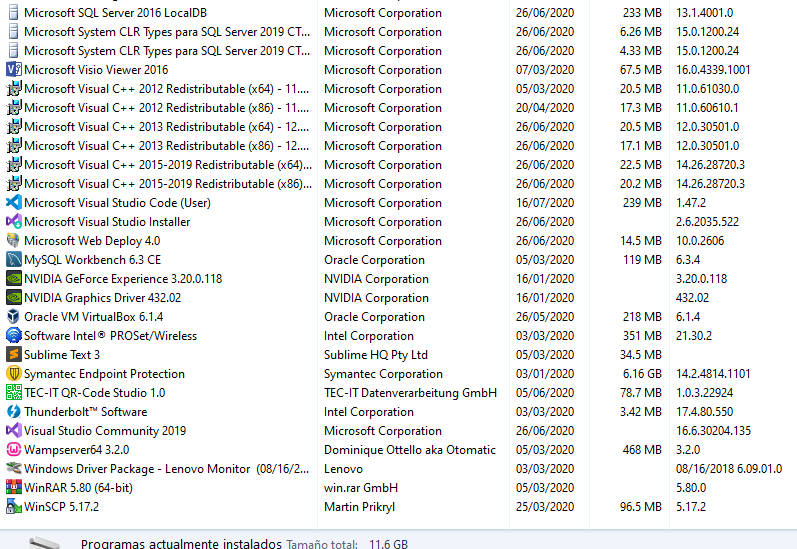 Microsoft SQL Server 2016 LocalDB Microsoft Corporation 26/06/2020 233 MB 13.1.4001.0
Microsoft System CLR Types para SQL Server 2019 CT... Microsoft Corporation 26/06/2020 6.26 MB 15.0.1200.24
Microsoft System CLR Types para SQL Server 2019 CT... Microsoft Corporation 26/06/2020 4.33 MB 15.0.1200.24
Microsoft Visio Viewer 2016 Microsoft Corporation 07/03/2020 67.5 MB 16.0.4339.1001
Microsoft Visual C++ 2012 Redistributable (x64) - 11.... Microsoft Corporation 05/03/2020 20.5 MB 11.0.61030.0
Microsoft Visual C++ 2012 Redistributable (x86) - 11.... Microsoft Corporation 20/04/2020 17.3 MB 11.0.60610.1
Microsoft Visual C++ 2013 Redistributable (x64) - 12.... Microsoft Corporation 26/06/2020 20.5 MB 12.0.30501.0
Microsoft Visual C++ 2013 Redistributable (x86) - 12.... Microsoft Corporation 26/06/2020 17.1 MB 12.0.30501.0
Microsoft Visual C++ 2015-2019 Redistributable (x64)... Microsoft Corporation 26/06/2020 22.5 MB 14.26.28720.3
Microsoft Visual C++ 2015-2019 Redistributable (x86)... Microsoft Corporation 26/06/2020 20.2 MB 14.26.28720.3
Microsoft Visual Studio Code (User) Microsoft Corporation 16/07/2020 239 MB 1.47.2
Microsoft Visual Studio Installer Microsoft Corporation 26/06/2020 2.6.2035.522
Microsoft Web Deploy 4.0 Microsoft Corporation 26/06/2020 14.5 MB 10.0.2606
MySQL Workbench 6.3 CE Oracle Corporation 05/03/2020 119 MB 6.3.4
NVIDIA GeForce Experience 3.20.0.118 NVIDIA Corporation 16/01/2020 3.20.0.118
NVIDIA Graphics Driver 432.02 NVIDIA Corporation 16/01/2020 432.02
Oracle VM VirtualBox 6.1.4 Oracle Corporation 26/05/2020 218 MB 6.1.4
Software Intel® PROSet/Wireless Intel Corporation 03/03/2020 351 MB 21.30.2
Sublime Text 3 Sublime HQ Pty Ltd 05/03/2020 34.5 MB
Symantec Endpoint Protection Symantec Corporation 03/01/2020 6.16 GB 14.2.4814.1101
TEC-IT QR-Code Studio 1.0 TEC-IT Datenverarbeitung GmbH 05/06/2020 78.7 MB 1.0.3.22924
Thunderbolt™ Software Intel Corporation 03/03/2020 3.42 MB 17.4.80.550
Visual Studio Community 2019 Microsoft Corporation 26/06/2020 16.6.30204.135
Wampserver64 3.2.0 Dominique Ottello aka Otomatic 05/03/2020 468 MB 3.2.0
Windows Driver Package - Lenovo Monitor (08/16/2... Lenovo 03/03/2020 08/16/2018 6.09.01.0
WinRAR 5.80 (64-bit) win.rar GmbH 05/03/2020 5.80.0
WinSCP 5.17.2 Martin Prikryl 25/03/2020 96.5 MB 5.17.2
Programas actualmente instalados Tamaño total: 11.6 GB